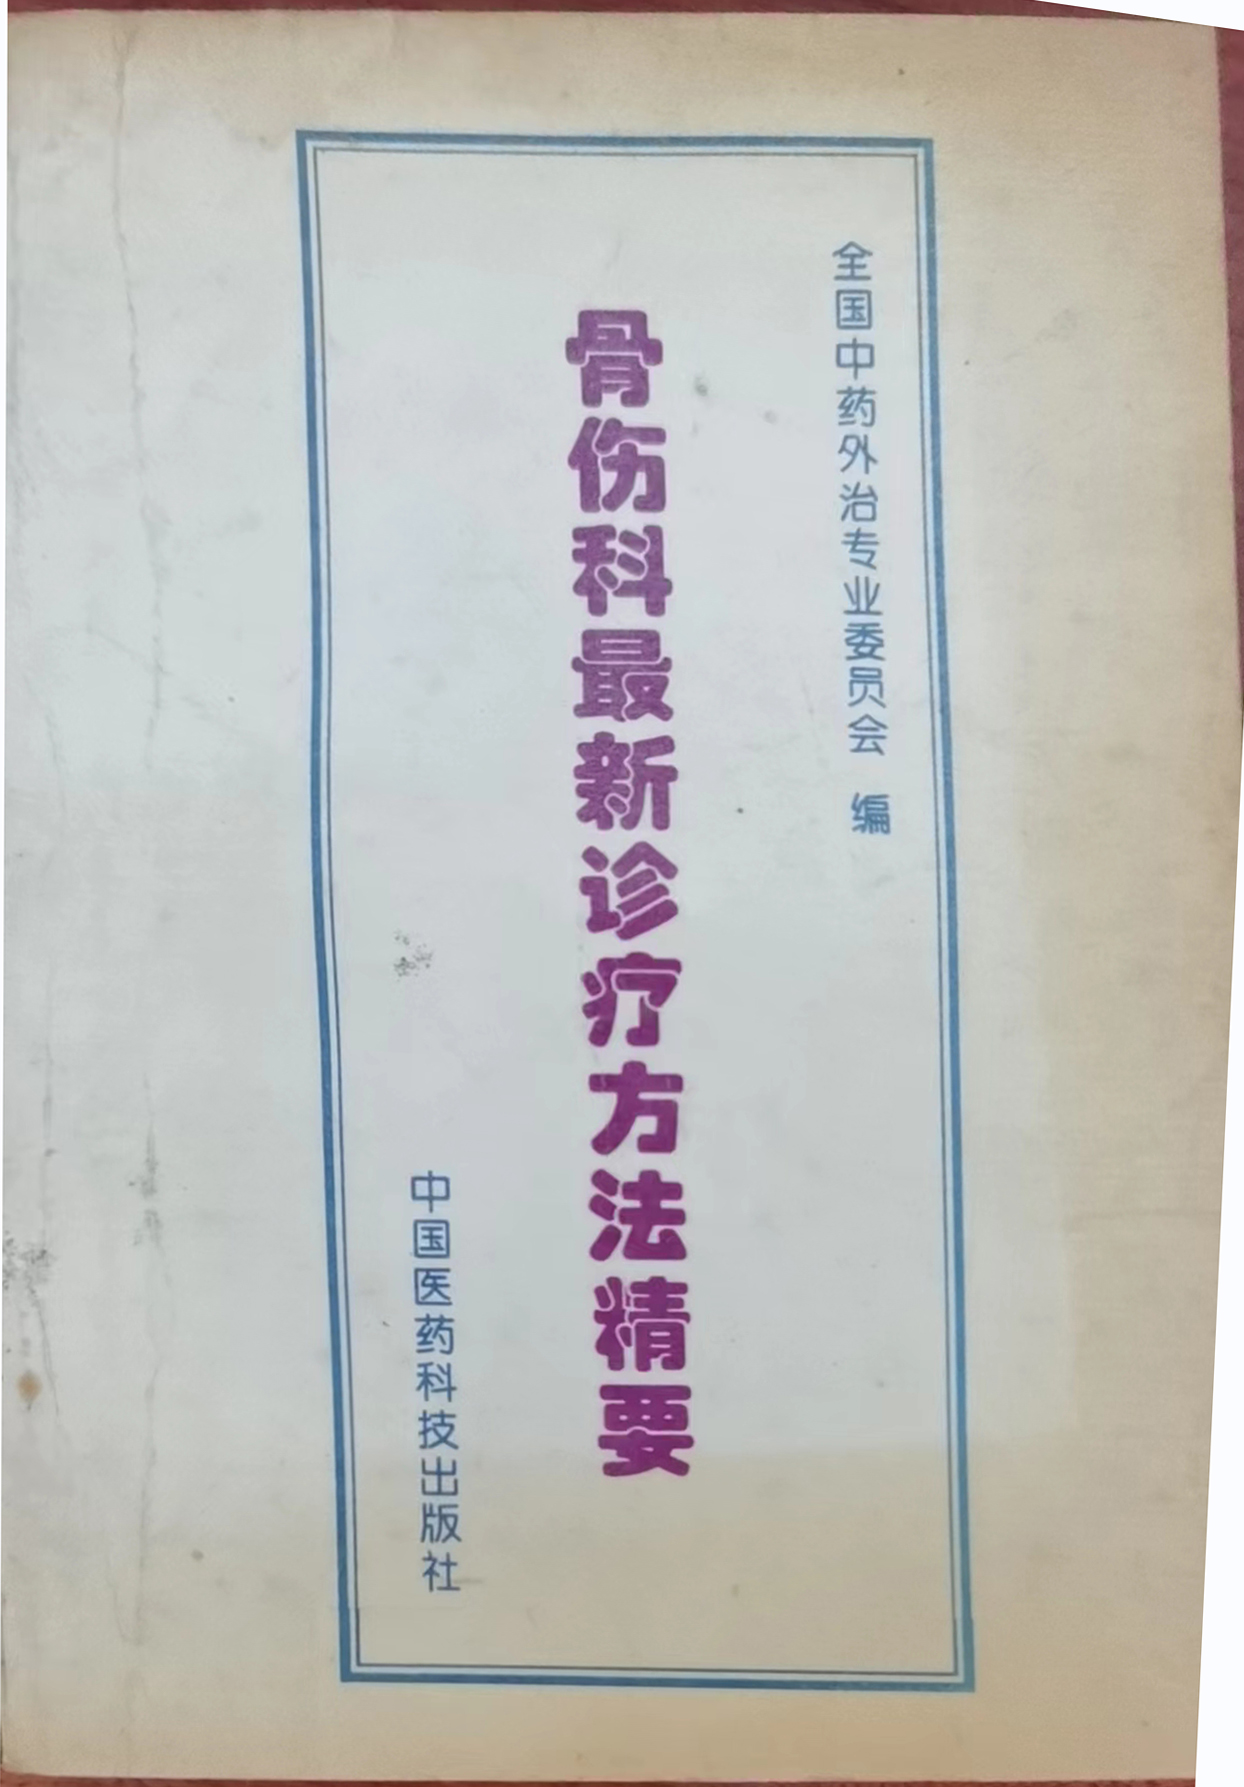 全国中药外治专业委员会 编
骨伤科最新诊疗方法精要
中国医药科技出版社